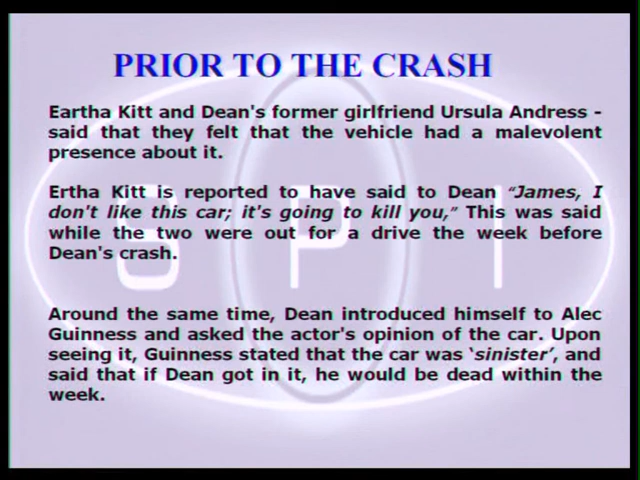 PRIOR TO THE CRASH
Eartha Kitt and Dean's former girlfriend Ursula Andress -
said that they felt that the vehicle had a malevolent
presence about it.
Ertha Kitt is reported to have said to Dean “James, I
don't like this car; it's going to kill you,” This was said
while the two were out for a drive the week before
Dean's crash.
Around the same time, Dean introduced himself to Alec
Guinness and asked the actor's opinion of the car. Upon
seeing it, Guinness stated that the car was ‘sinister’, and
said that if Dean got in it, he would be dead within the
week.
S P I